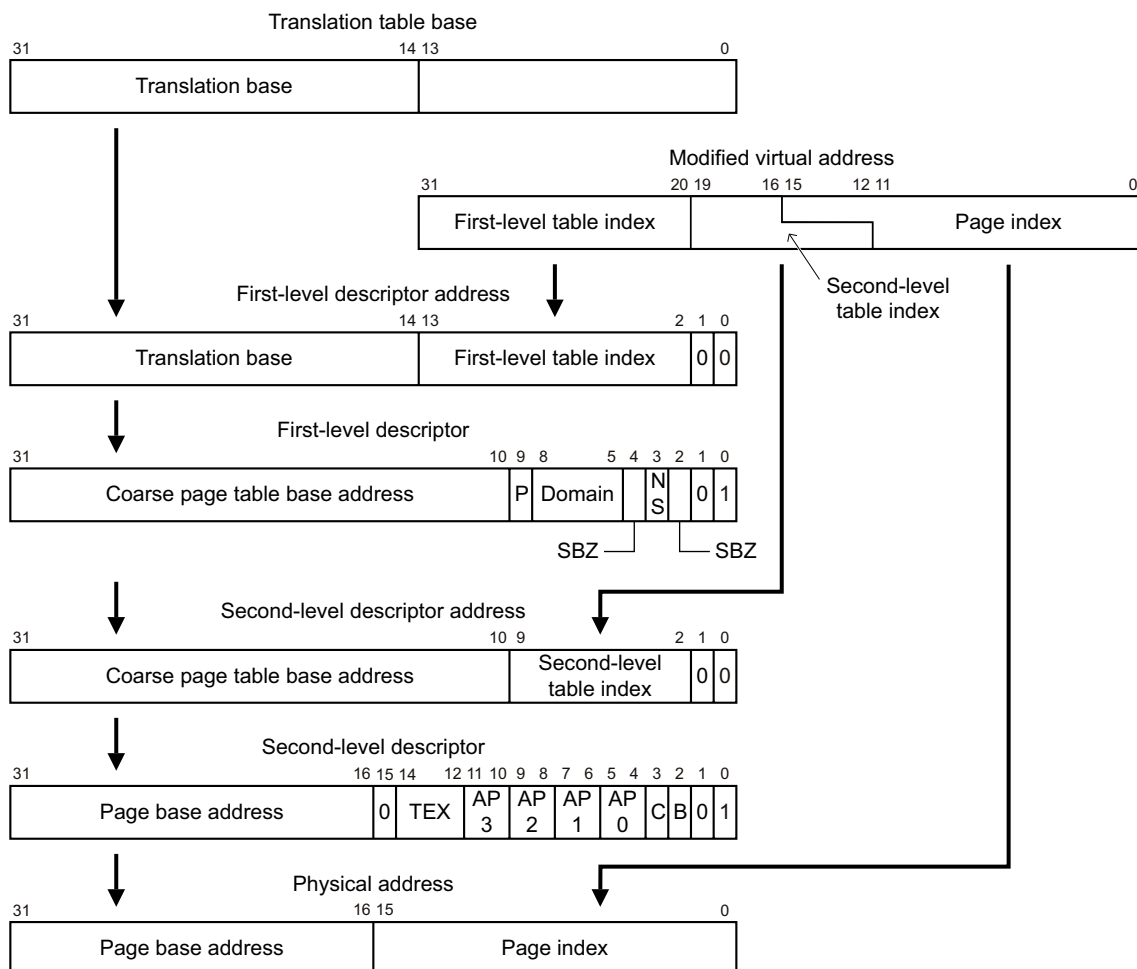 Translation table base
31 14 13 0
Translation base
Modified virtual address
31 20 19 16 15 12 11 0
First-level table index Page index
Second-level
table index
First-level descriptor address
31 14 13 2 1 0
Translation base First-level table index 0 0
First-level descriptor
31 10 9 8 5 4 3 2 1 0
Coarse page table base address P Domain N S 0 1
SBZ SBZ
Second-level descriptor address
31 10 9 2 1 0
Coarse page table base address Second-level table index 0 0
Second-level descriptor
31 16 15 14 12 11 10 9 8 7 6 5 4 3 2 1 0
Page base address 0 TEX AP 3 AP 2 AP 1 AP 0 C B 0 1
Physical address
31 16 15 0
Page base address Page index